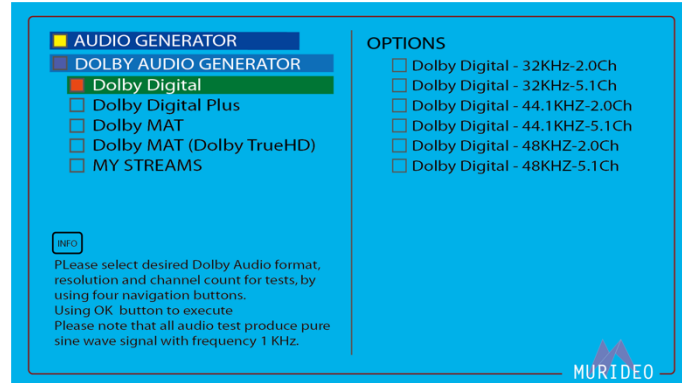 AUDIO GENERATOR
DOLBY AUDIO GENERATOR
Dolby Digital
Dolby Digital Plus
Dolby MAT
Dolby MAT (Dolby TrueHD)
MY STREAMS
INFO
PLease select desired Dolby Audio format,
resolution and channel count for tests, by
using four navigation buttons.
Using OK button to execute
Please note that all audio test produce pure
sine wave signal with frequency 1 KHz.
OPTIONS
Dolby Digital - 32KHz-2.0Ch
Dolby Digital - 32KHz-5.1Ch
Dolby Digital - 44.1KHZ-2.0Ch
Dolby Digital - 44.1KHZ-5.1Ch
Dolby Digital - 48KHZ-2.0Ch
Dolby Digital - 48KHZ-5.1Ch
MURIDEO